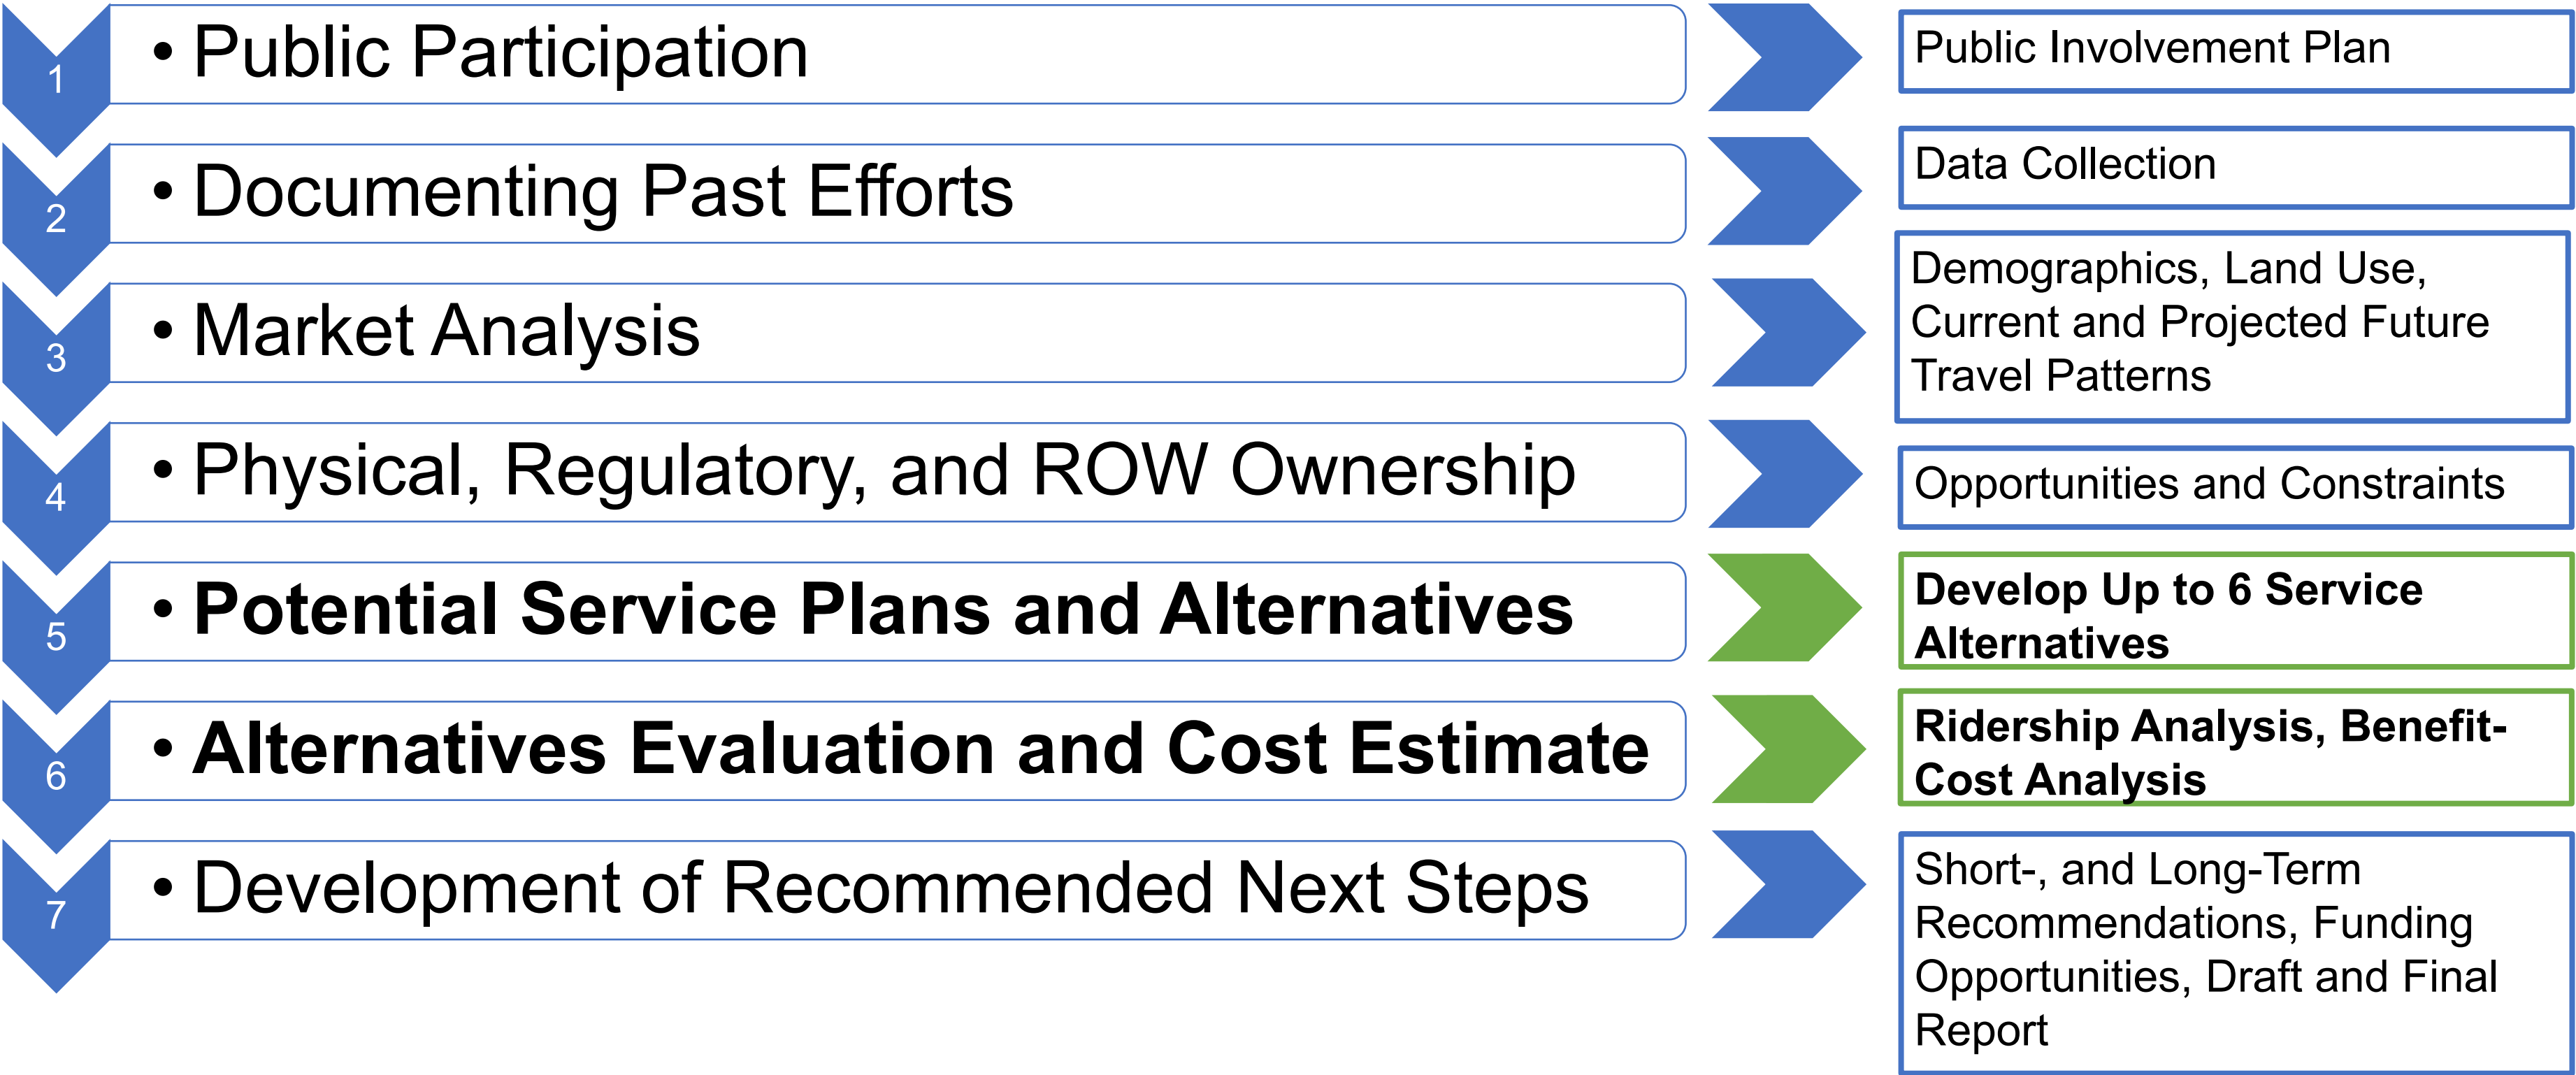 1
• Public Participation
Public Involvement Plan
2
• Documenting Past Efforts
Data Collection
3
• Market Analysis
Demographics, Land Use,
Current and Projected Future
Travel Patterns
4
• Physical, Regulatory, and ROW Ownership
Opportunities and Constraints
5
• Potential Service Plans and Alternatives
Develop Up to 6 Service
Alternatives
6
• Alternatives Evaluation and Cost Estimate
Ridership Analysis, Benefit-
Cost Analysis
7
• Development of Recommended Next Steps
Short-, and Long-Term
Recommendations, Funding
Opportunities, Draft and Final
Report